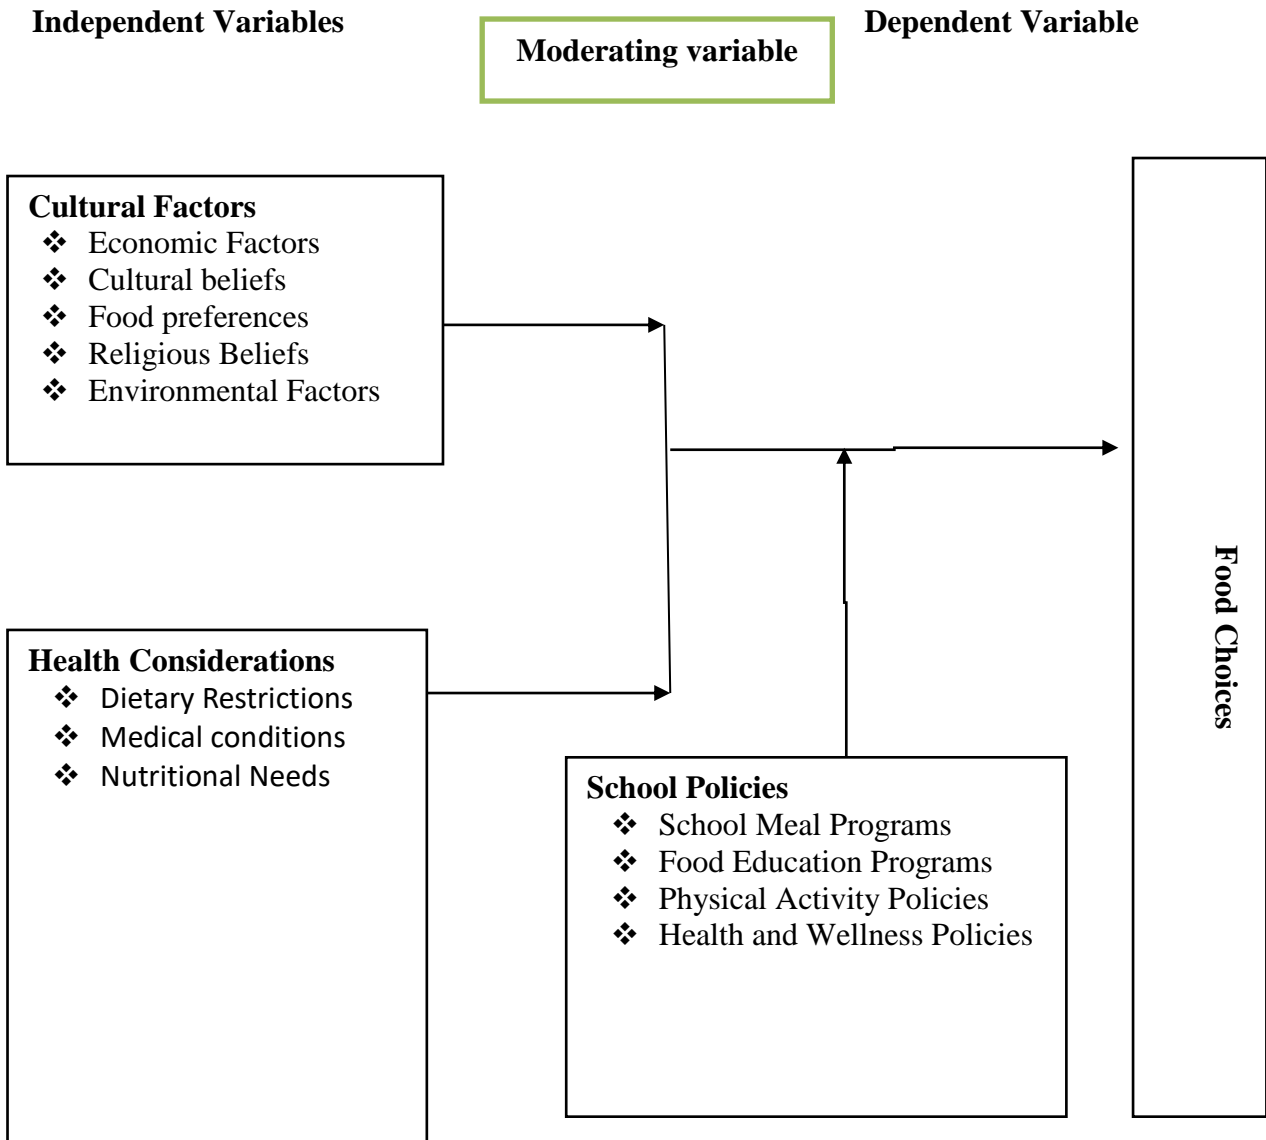 Independent Variables
Moderating variable
Dependent Variable
Cultural Factors
❖ Economic Factors
❖ Cultural beliefs
❖ Food preferences
❖ Religious Beliefs
❖ Environmental Factors
Health Considerations
❖ Dietary Restrictions
❖ Medical conditions
❖ Nutritional Needs
School Policies
❖ School Meal Programs
❖ Food Education Programs
❖ Physical Activity Policies
❖ Health and Wellness Policies
Food Choices